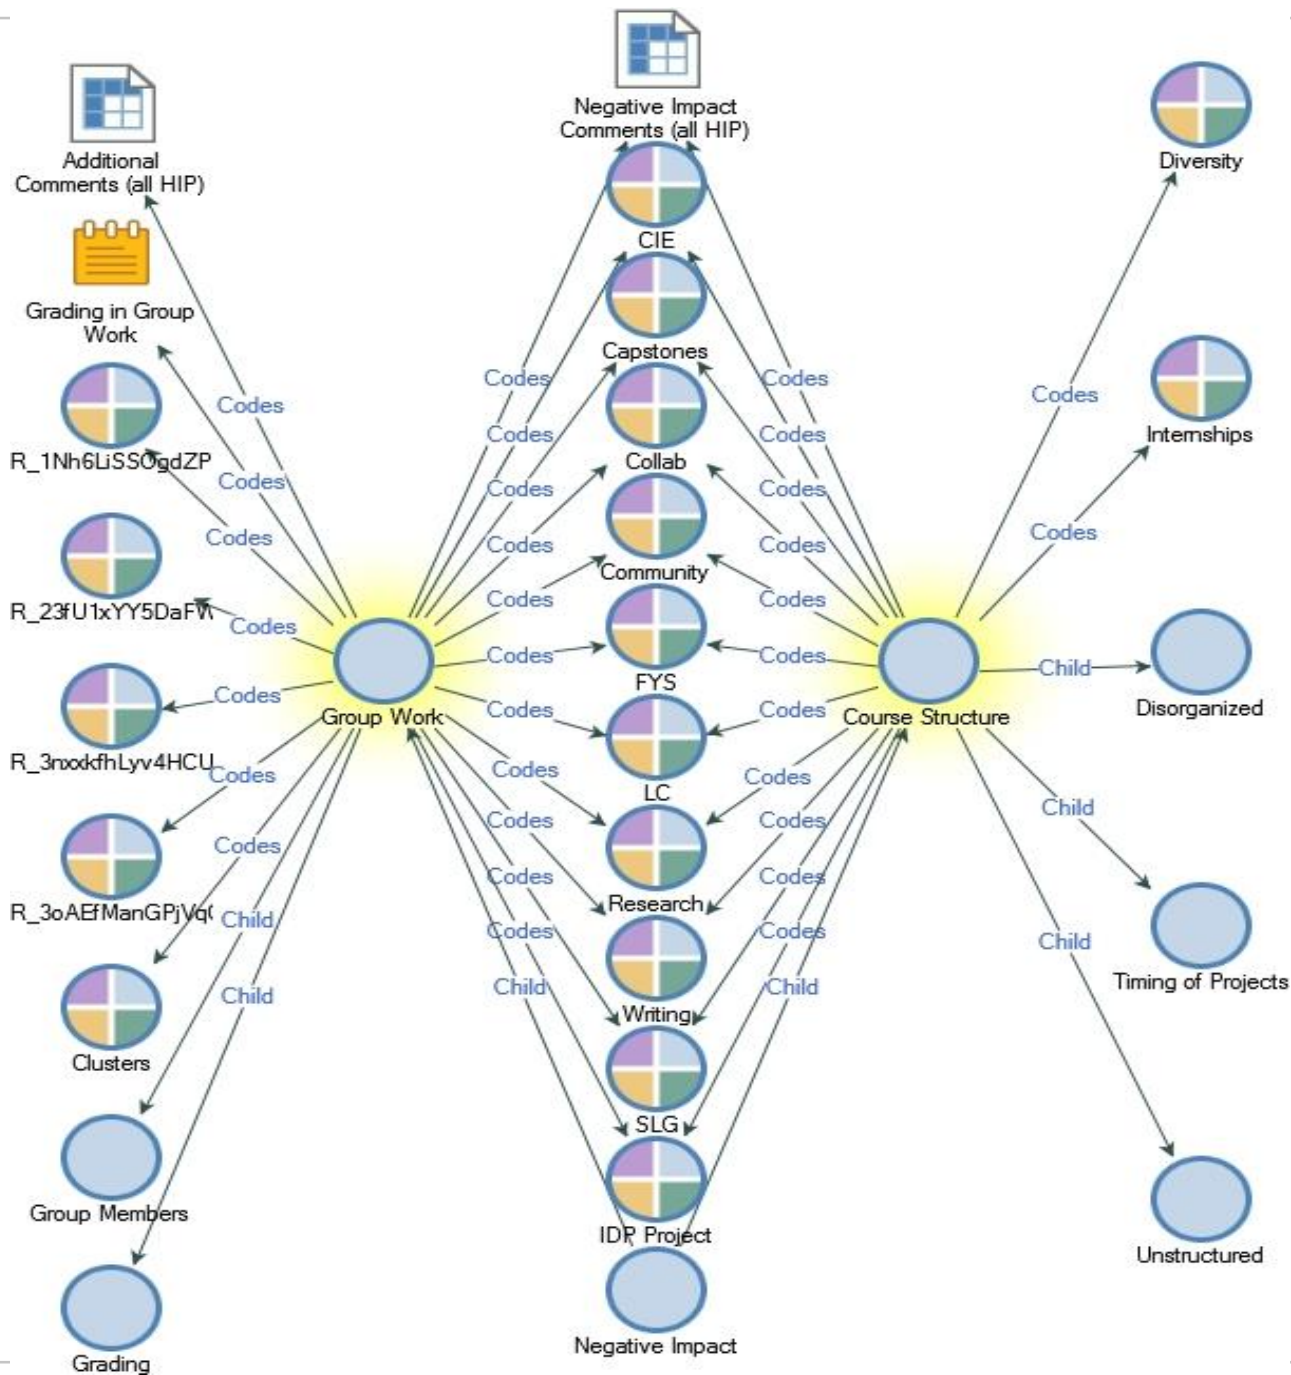 Additional
Comments (all HIP)
Grading in Group
Work
R_1Nh6LiSSOgdZP
R_23fU1xYY5DaFW
R_3nxxkfhLyv4HCU
R_3oAEfManGPjVq(
Clusters
Group Members
Grading
Codes
Codes
Codes
Codes
Codes
Codes
Codes
Child
Child
Group Work
Codes
Codes
Codes
Codes
Codes
Codes
Codes
Codes
Codes
Codes
Codes
Child
Negative Impact
Comments (all HIP)
CIE
Capstones
Collab
Community
FYS
LC
Research
Writing
SLG
IDP Project
Negative Impact
Codes
Codes
Codes
Codes
Codes
Codes
Codes
Codes
Codes
Codes
Codes
Child
Course Structure
Codes
Codes
Child
Child
Child
Diversity
Internships
Disorganized
Timing of Projects
Unstructured